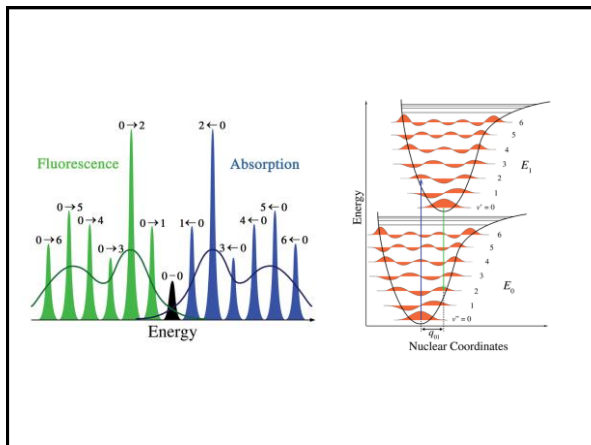 0→2
2←0
Fluorescence
Absorption
0→5
5←0
0→4
0→1
1←0
4←0
0→6
0→3
3←0
6←0
0–0
Energy
Energy
6
5
4
3
2
1
v' = 0
E1
6
5
4
3
2
1
v'' = 0
E0
q01
Nuclear Coordinates